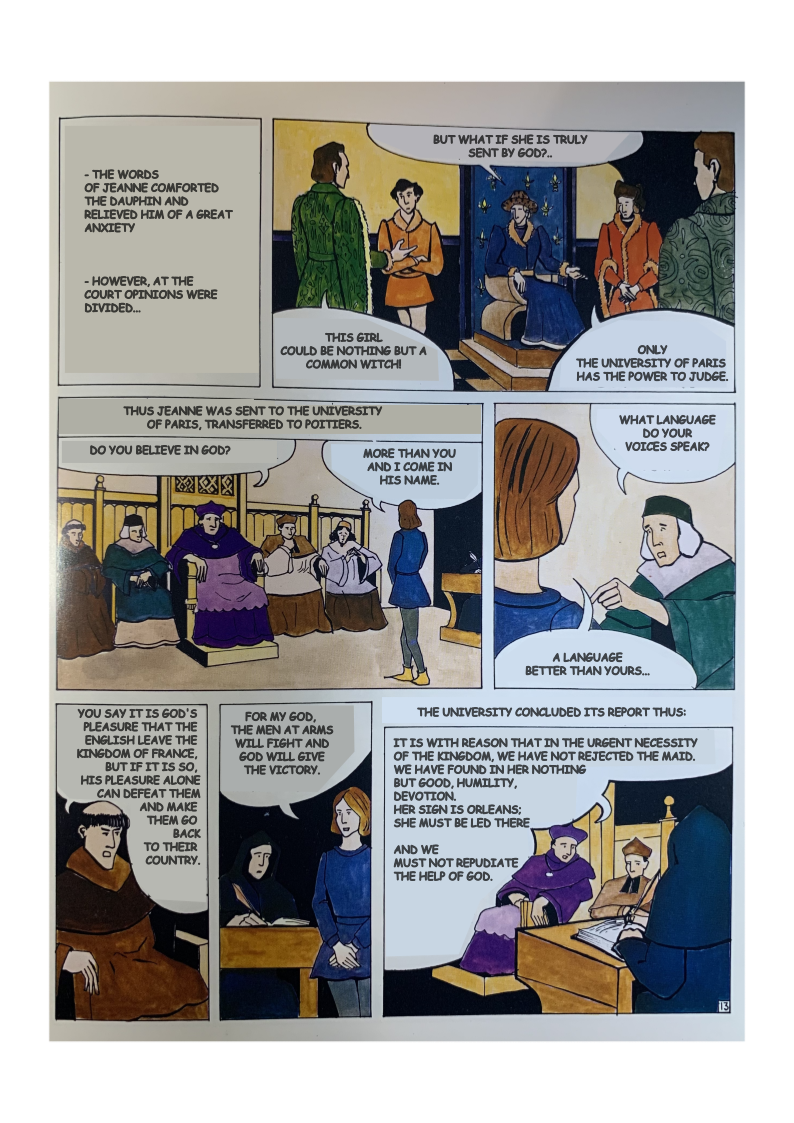 - THE WORDS
OF JEANNE COMFORTED
THE DAUPHIN AND
RELIEVED HIM OF A GREAT
ANXIETY
- HOWEVER, AT THE
COURT OPINIONS WERE
DIVIDED...
BUT WHAT IF SHE IS TRULY
SENT BY GOD?..
THIS GIRL
COULD BE NOTHING BUT A
COMMON WITCH!
ONLY
THE UNIVERSITY OF PARIS
HAS THE POWER TO JUDGE.
THUS JEANNE WAS SENT TO THE UNIVERSITY
OF PARIS, TRANSFERRED TO POITIERS.
DO YOU BELIEVE IN GOD?
MORE THAN YOU
AND I COME IN
HIS NAME.
WHAT LANGUAGE
DO YOUR
VOICES SPEAK?
A LANGUAGE
BETTER THAN YOURS...
YOU SAY IT IS GOD'S
PLEASURE THAT THE
ENGLISH LEAVE THE
KINGDOM OF FRANCE,
BUT IF IT IS SO,
HIS PLEASURE ALONE
CAN DEFEAT THEM
AND MAKE
THEM GO
BACK
TO THEIR
COUNTRY.
FOR MY GOD,
THE MEN AT ARMS
WILL FIGHT AND
GOD WILL GIVE
THE VICTORY.
THE UNIVERSITY CONCLUDED ITS REPORT THUS:
IT IS WITH REASON THAT IN THE URGENT NECESSITY
OF THE KINGDOM, WE HAVE NOT REJECTED THE MAID.
WE HAVE FOUND IN HER NOTHING
BUT GOOD, HUMILITY,
DEVOTION.
HER SIGN IS ORLEANS;
SHE MUST BE LED THERE
AND WE
MUST NOT REPUDIATE
THE HELP OF GOD.
13